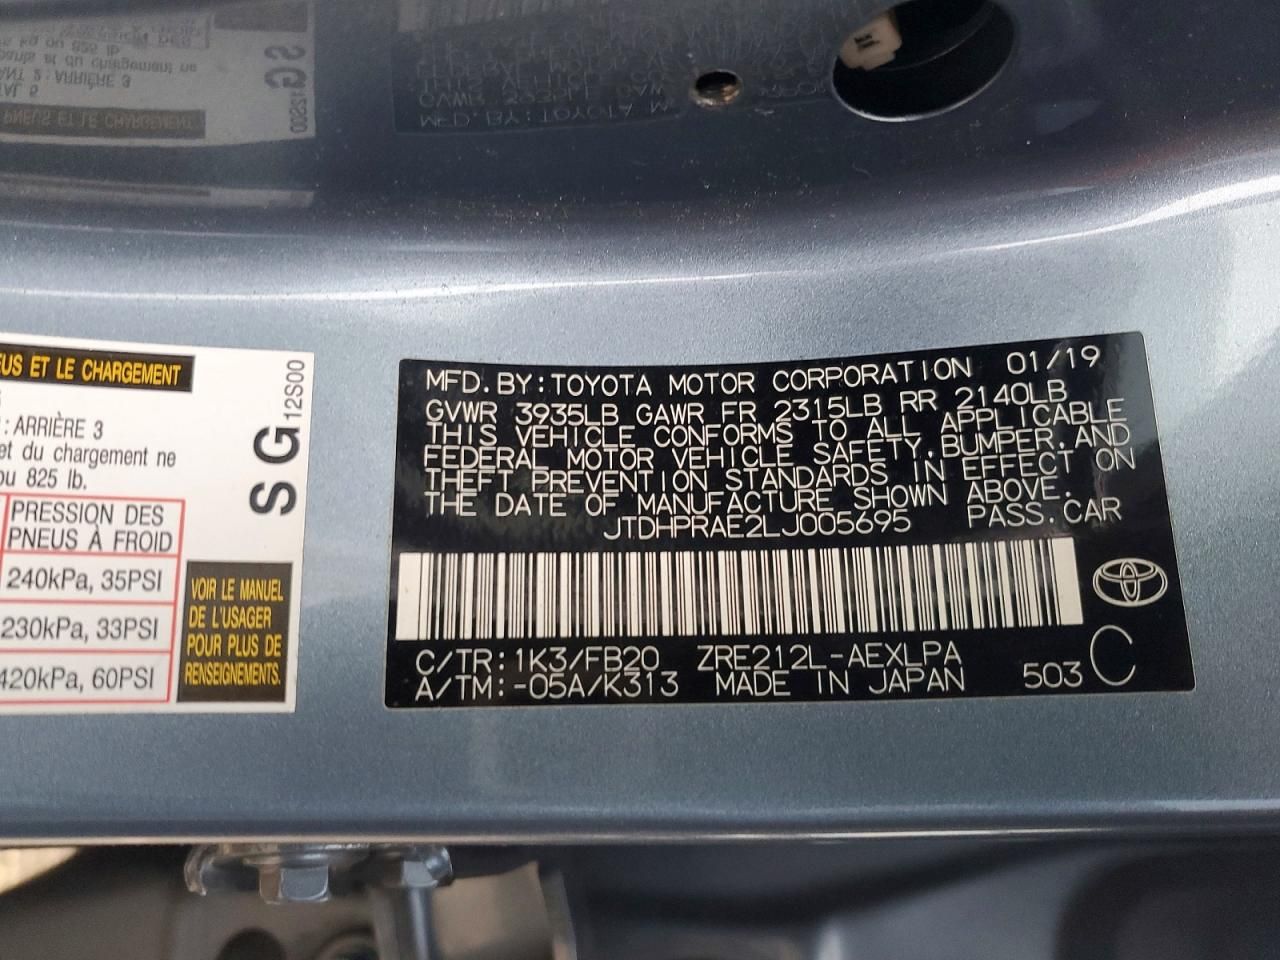 EUS ET LE CHARGEMENT
: ARRIÈRE 3
et du chargement ne
ou 825 lb.
PRESSION DES
PNEUS À FROID
240kPa, 35PSI
230kPa, 33PSI
420kPa, 60PSI
S G 12S00
VOIR LE MANUEL
DE L'USAGER
POUR PLUS DE
RENSEIGNEMENTS.
MFD. BY: TOYOTA MOTOR CORPORATION 01/19
GVWR 3935LB GAWR FR 2315LB RR 2140LB
THIS VEHICLE CONFORMS TO ALL APPLICABLE
FEDERAL MOTOR VEHICLE SAFETY, BUMPER, AND
THEFT PREVENTION STANDARDS IN EFFECT ON
THE DATE OF MANUFACTURE SHOWN ABOVE.
JTDHPRAE2LJ005695 PASS. CAR
C/TR: 1K3/FB20 ZRE212L-AEXLPA
A/TM: -05A/K313 MADE IN JAPAN 503 C